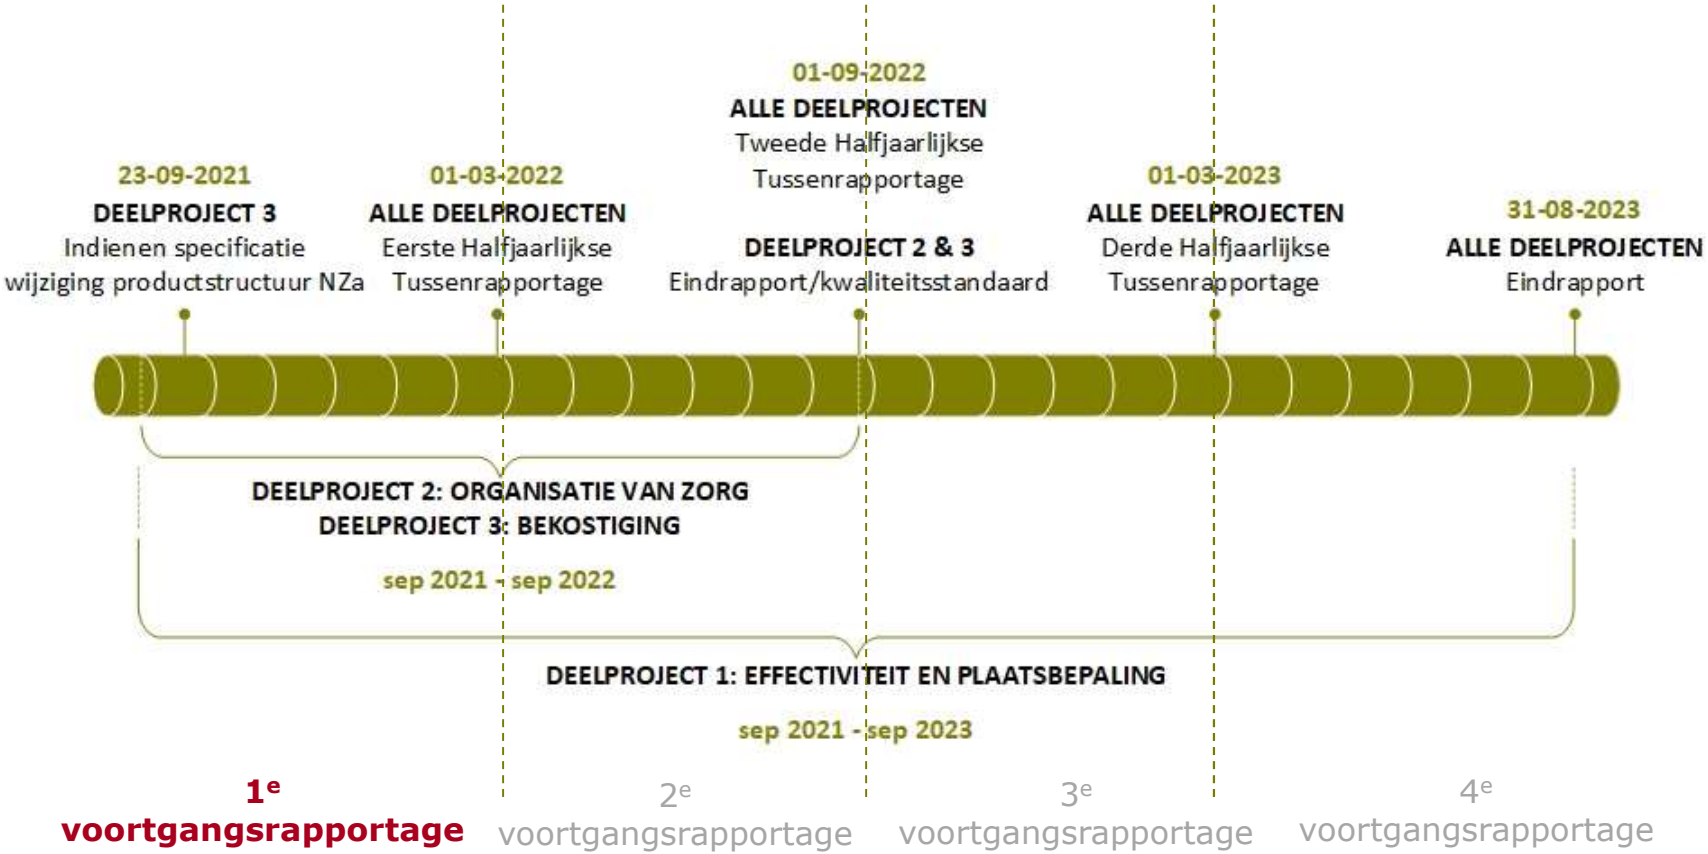 23-09-2021
DEELPROJECT 3
Indienen specificatie
wijziging productstructuur NZa
01-03-2022
ALLE DEELPROJECTEN
Eerste Halfjaarlijkse
Tussenrapportage
01-09-2022
ALLE DEELPROJECTEN
Tweede Halfjaarlijkse
Tussenrapportage
DEELPROJECT 2 & 3
Eindrapport/kwaliteitsstandaard
01-03-2023
ALLE DEELPROJECTEN
Derde Halfjaarlijkse
Tussenrapportage
31-08-2023
ALLE DEELPROJECTEN
Eindrapport
DEELPROJECT 2: ORGANISATIE VAN ZORG
DEELPROJECT 3: BEKOSTIGING
sep 2021 - sep 2022
DEELPROJECT 1: EFFECTIVITEIT EN PLAATSBEPALING
sep 2021 - sep 2023
1e
voortgangsrapportage
2e
voortgangsrapportage
3e
voortgangsrapportage
4e
voortgangsrapportage